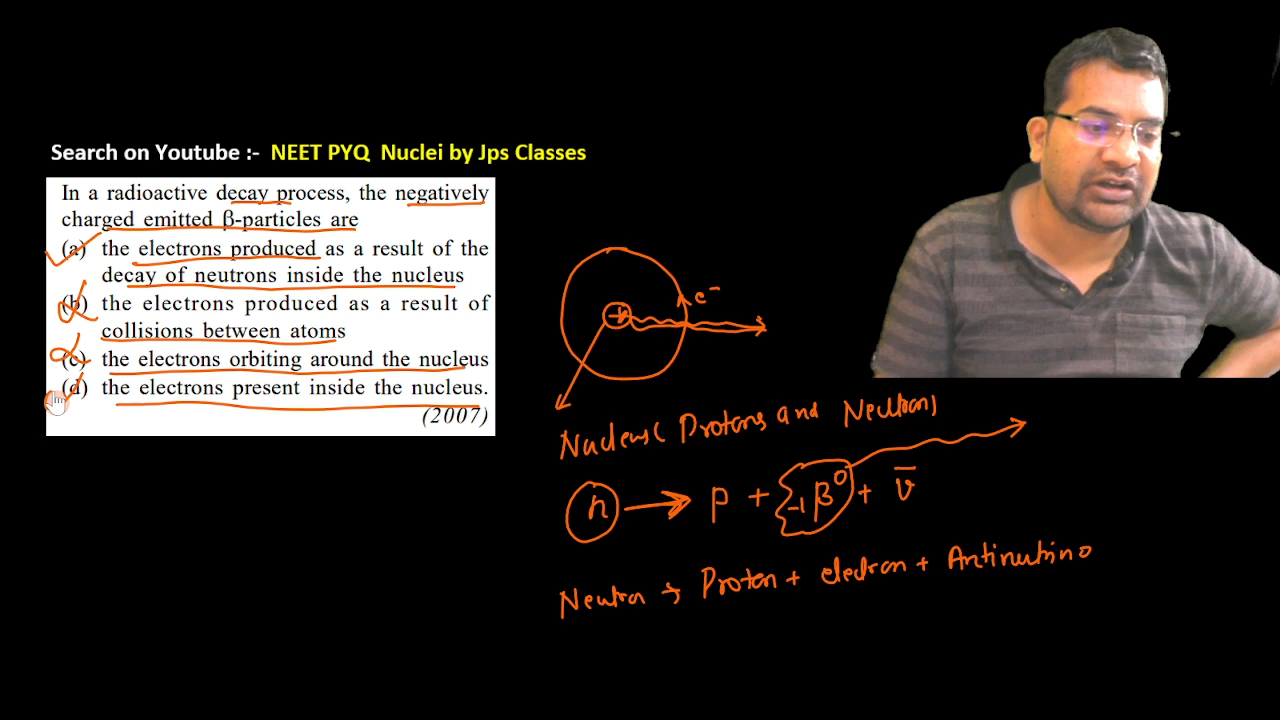 Search on Youtube :- NEET PYQ Nuclei by Jps Classes
In a radioactive decay process, the negatively
charged emitted β-particles are
(a) the electrons produced as a result of the
decay of neutrons inside the nucleus
(b) the electrons produced as a result of
collisions between atoms
(c) the electrons orbiting around the nucleus
(d) the electrons present inside the nucleus.
(2007)
e⁻
+
Nucleus( Protons and Neutrons)
n → p + ₋₁β⁰ + ν̄
Neutron → Proton + electron + Antinutrino